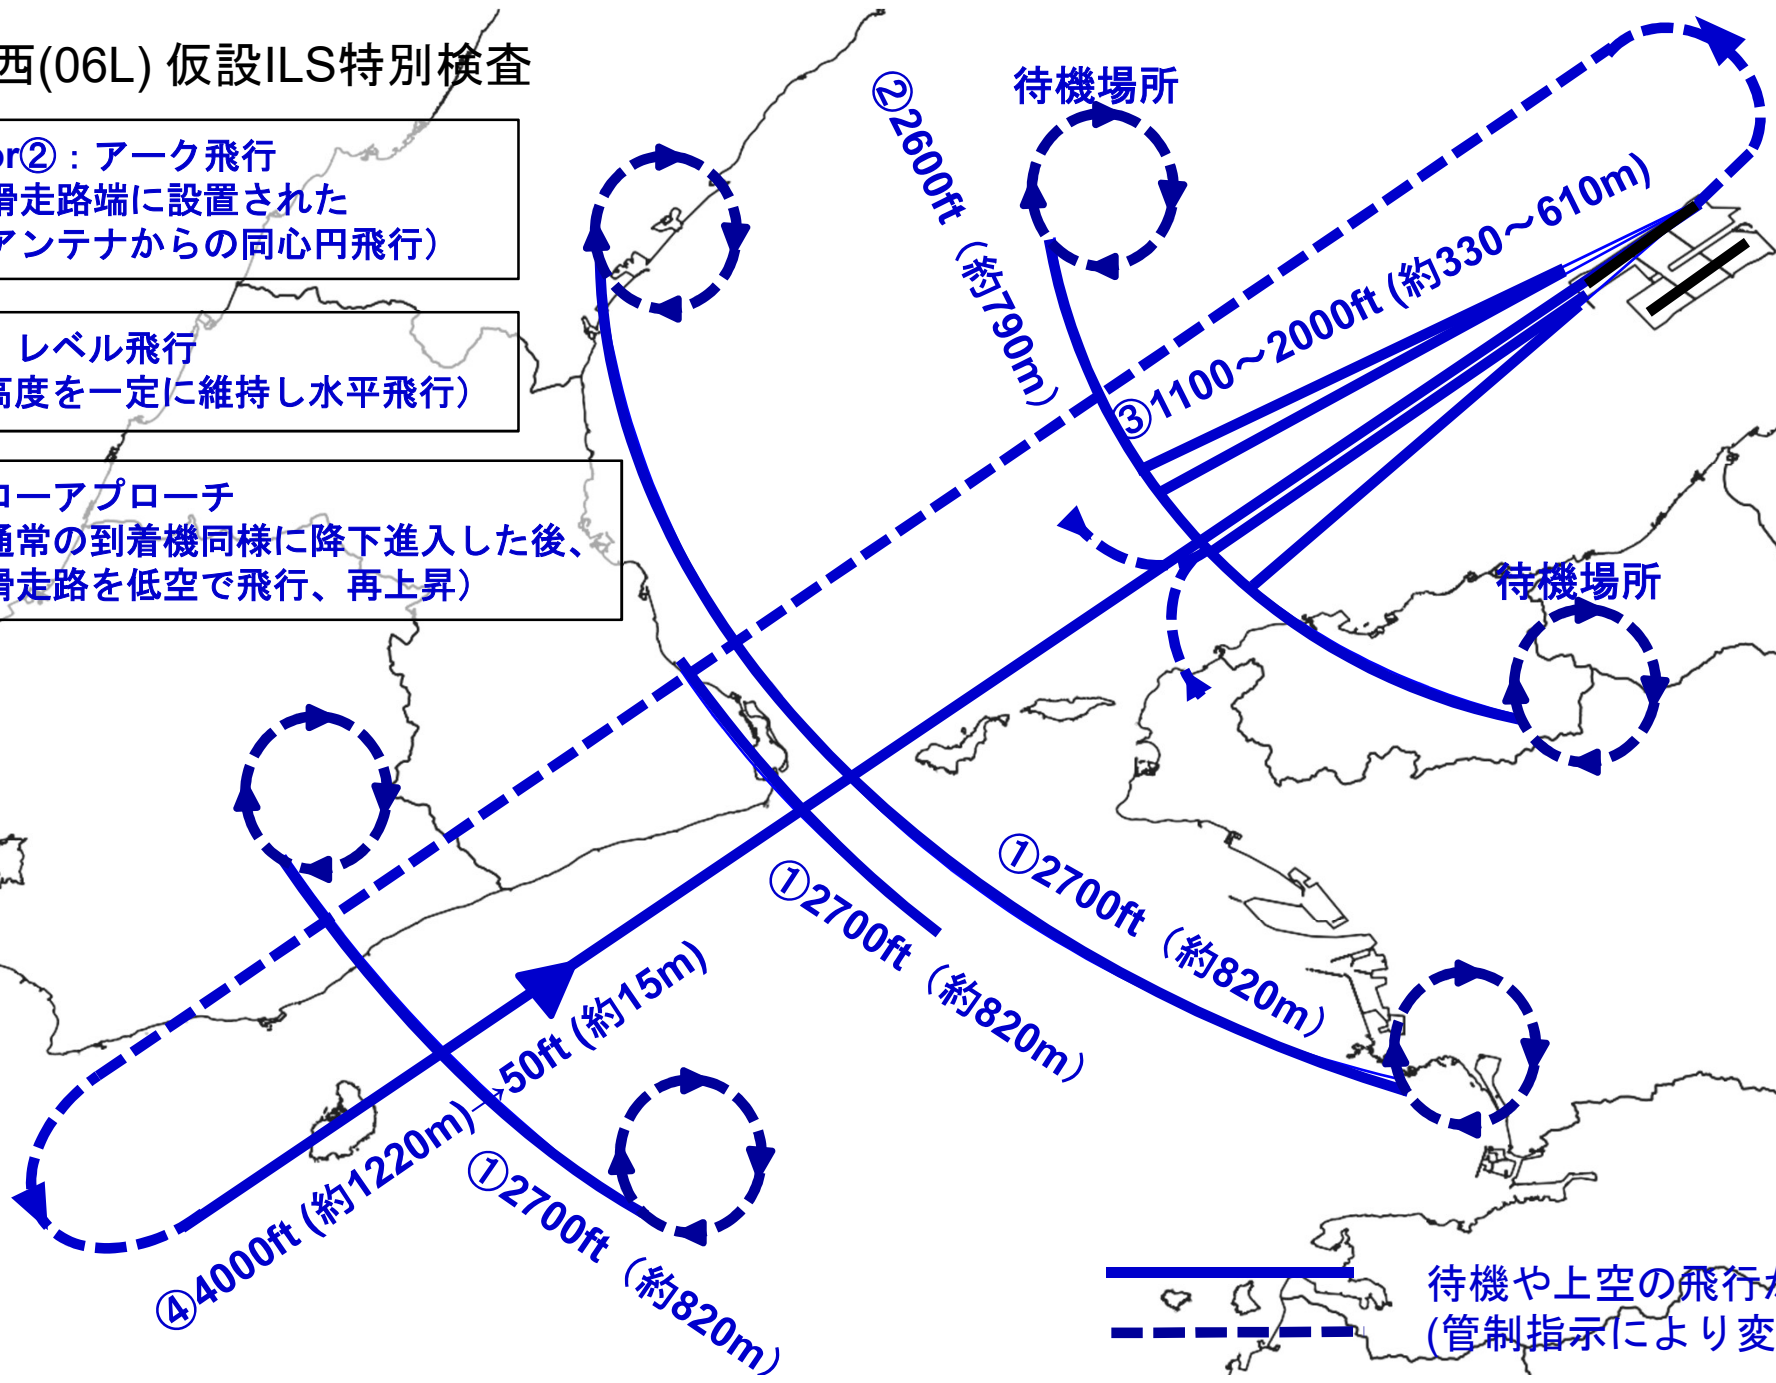 西(06L) 仮設ILS特別検査
or②：アーク飛行
滑走路端に設置された
アンテナからの同心円飛行）
レベル飛行
高度を一定に維持し水平飛行）
ローアプローチ
通常の到着機同様に降下進入した後、
滑走路を低空で飛行、再上昇）
待機場所
②2600ft（約790m）
③1100～2000ft (約330～610m)
待機場所
①2700ft（約820m）
①2700ft（約820m）
④4000ft (約1220m)→50ft (約15m)
①2700ft（約820m）
待機や上空の飛行が
(管制指示により変